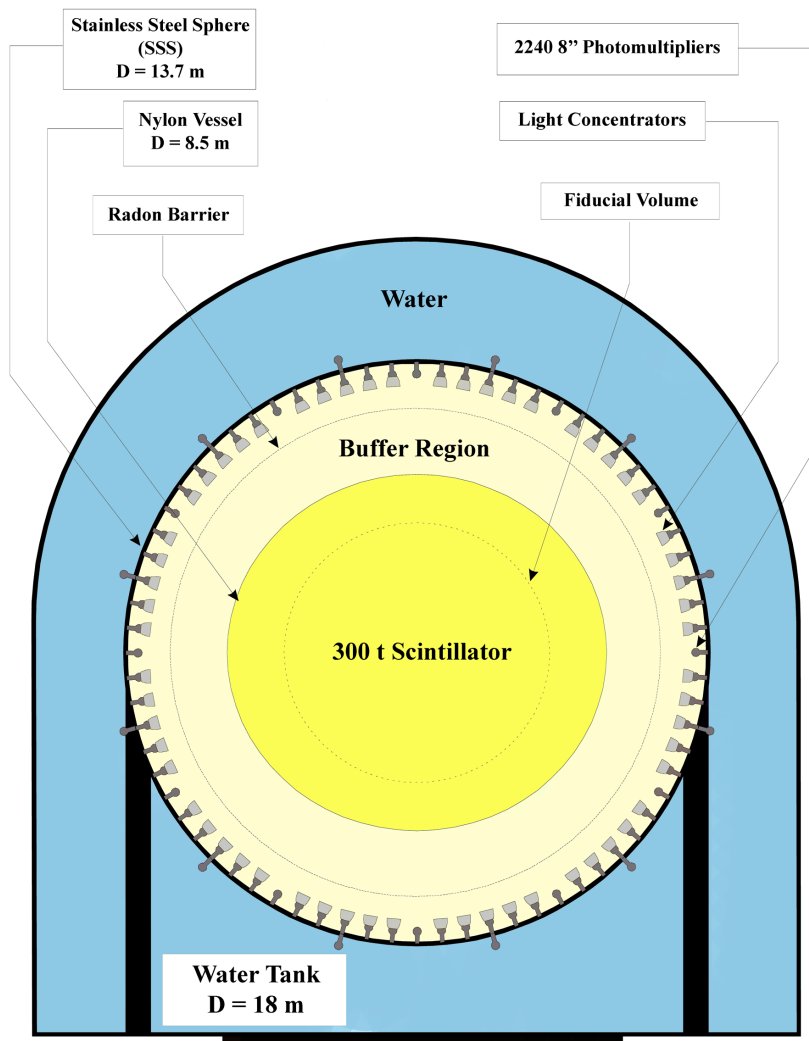 Stainless Steel Sphere
(SSS)
D = 13.7 m
2240 8” Photomultipliers
Nylon Vessel
D = 8.5 m
Light Concentrators
Radon Barrier
Fiducial Volume
Water
Buffer Region
300 t Scintillator
Water Tank
D = 18 m